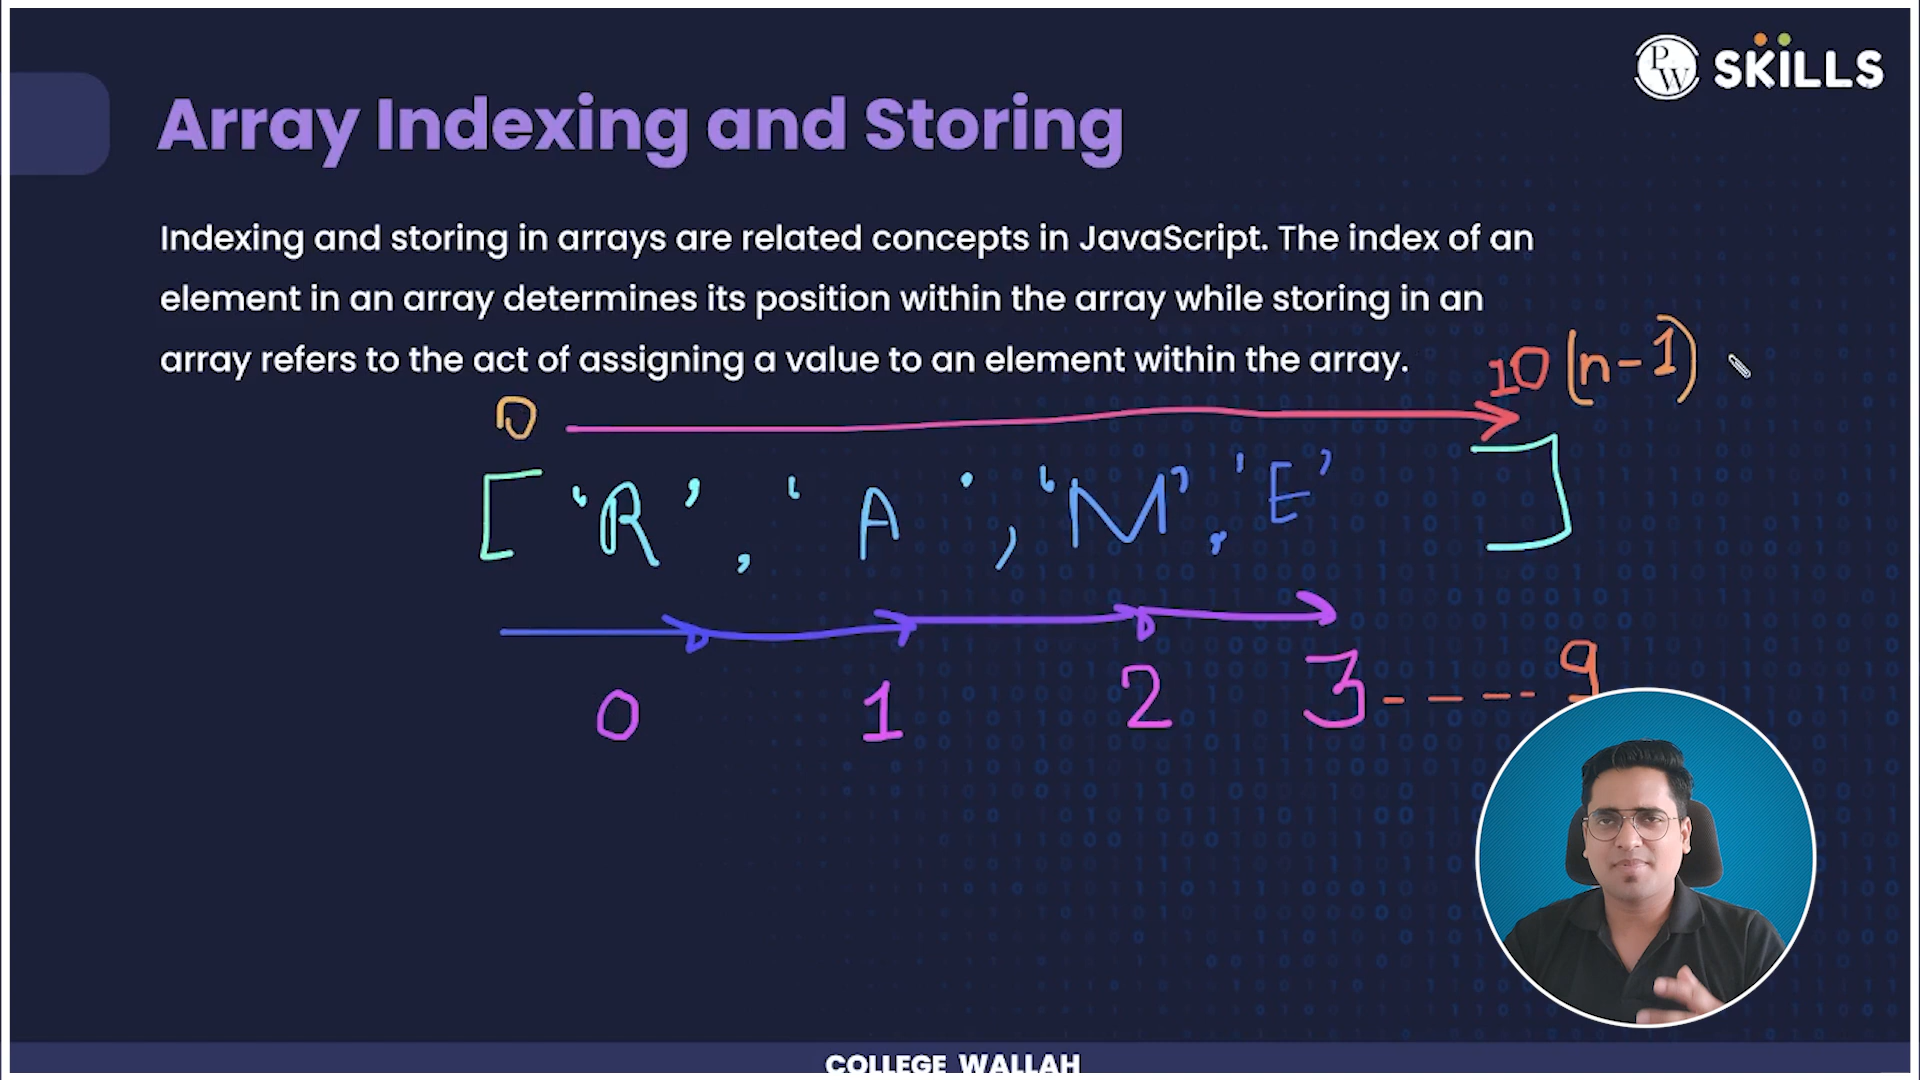 PW SKILLS
Array Indexing and Storing
Indexing and storing in arrays are related concepts in JavaScript. The index of an
element in an array determines its position within the array while storing in an
array refers to the act of assigning a value to an element within the array.
0 10 (n-1)
[ 'R', 'A', 'M', 'E' ]
0 1 2 3 - - - - 9
COLLEGE WALLAH